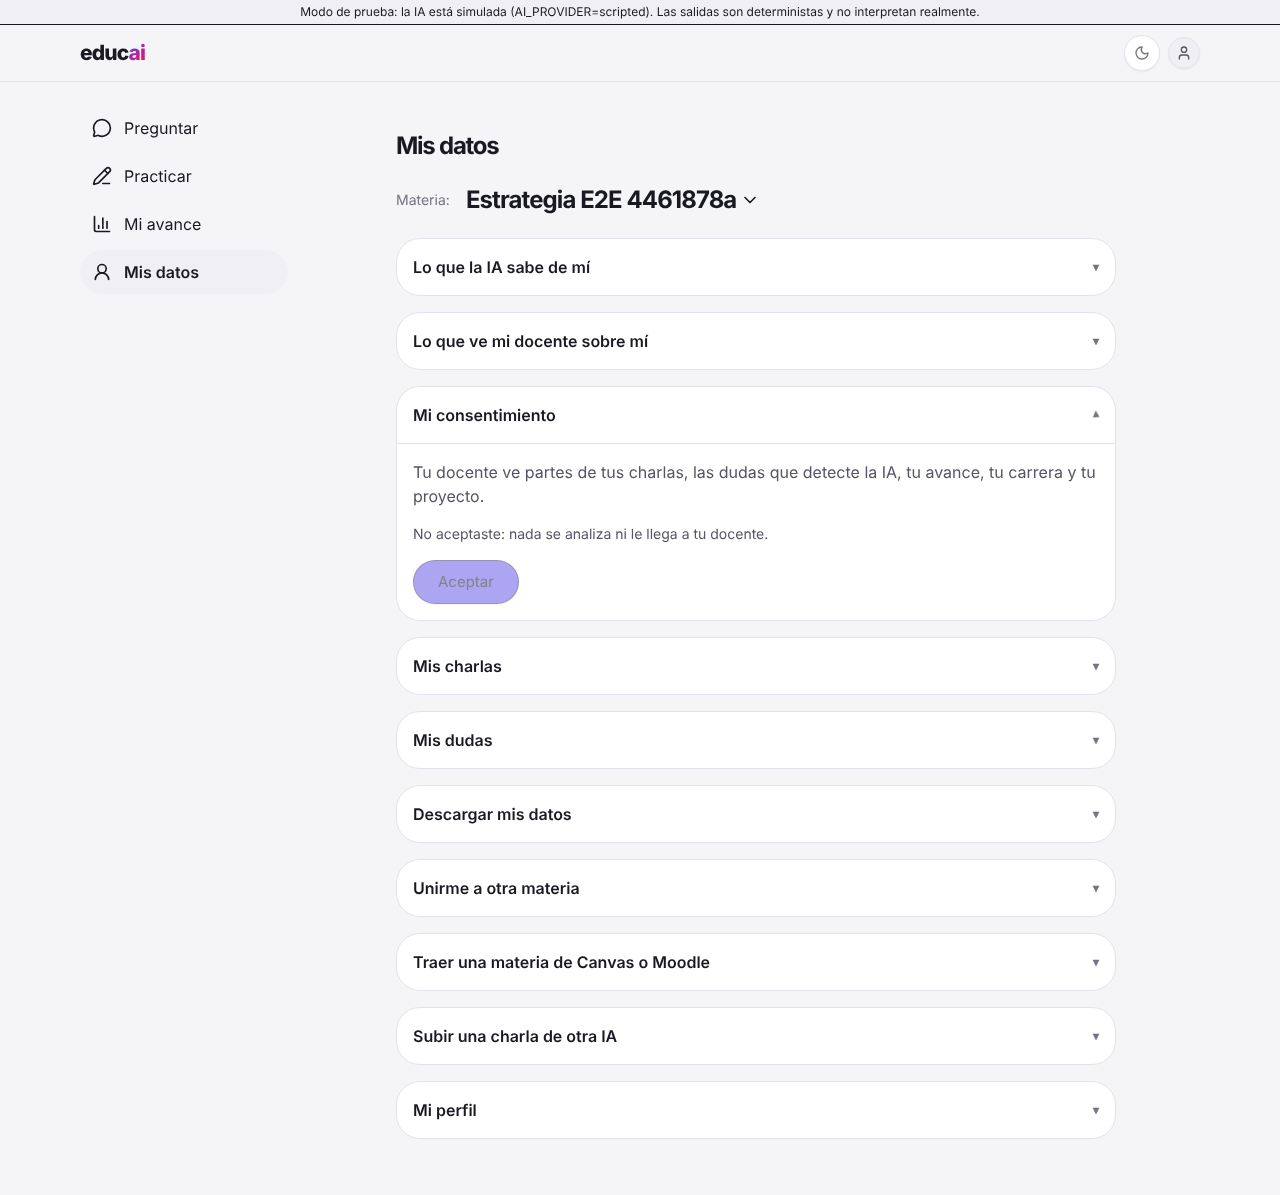 Modo de prueba: la IA está simulada (AI_PROVIDER=scripted). Las salidas son deterministas y no interpretan realmente.
educai
Preguntar
Practicar
Mi avance
Mis datos
Mis datos
Materia: Estrategia E2E 4461878a
Lo que la IA sabe de mí
Lo que ve mi docente sobre mí
Mi consentimiento
Tu docente ve partes de tus charlas, las dudas que detecte la IA, tu avance, tu carrera y tu
proyecto.
No aceptaste: nada se analiza ni le llega a tu docente.
Aceptar
Mis charlas
Mis dudas
Descargar mis datos
Unirme a otra materia
Traer una materia de Canvas o Moodle
Subir una charla de otra IA
Mi perfil